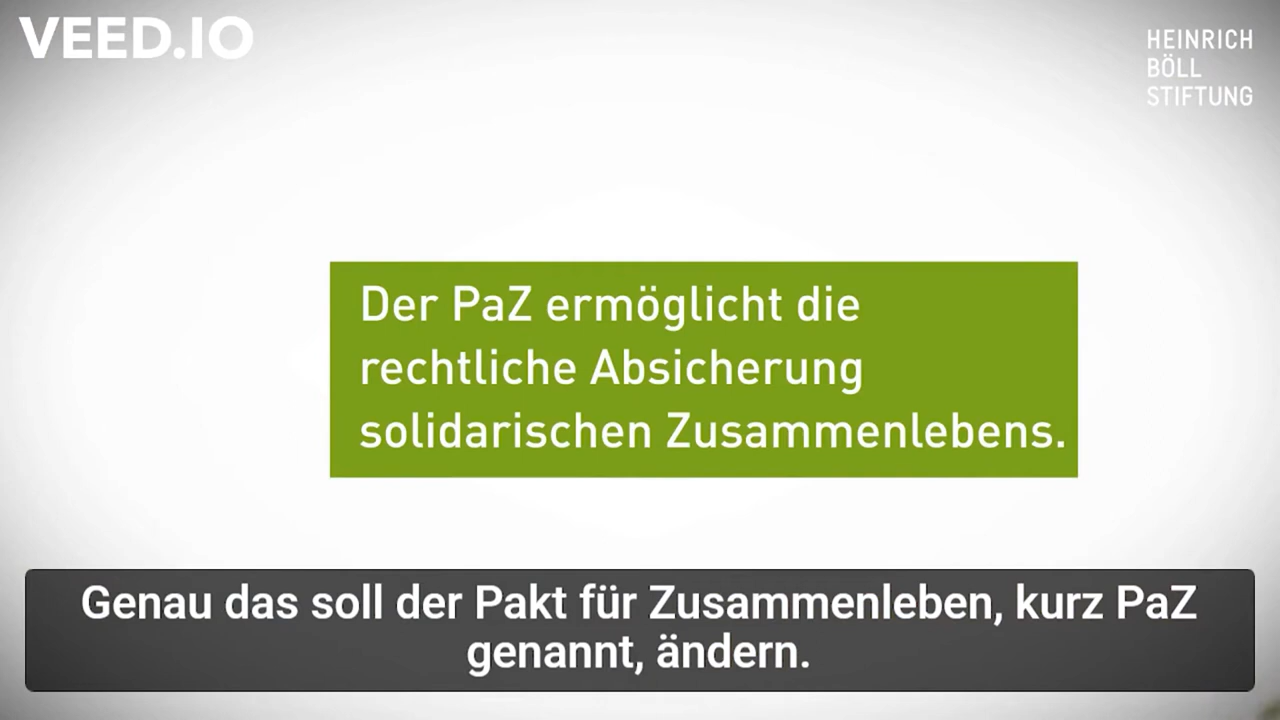 VEED.IO
HEINRICH
BÖLL
STIFTUNG
Der PaZ ermöglicht die
rechtliche Absicherung
solidarischen Zusammenlebens.
Genau das soll der Pakt für Zusammenleben, kurz PaZ
genannt, ändern.